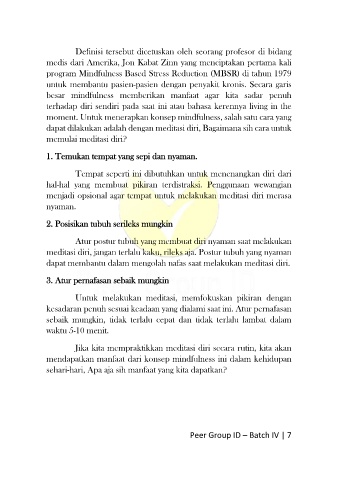 Definisi tersebut dicetuskan oleh seorang profesor di bidang
medis dari Amerika, Jon Kabat Zinn yang menciptakan pertama kali
program Mindfulness Based Stress Reduction (MBSR) di tahun 1979
untuk membantu pasien-pasien dengan penyakit kronis. Secara garis
besar mindfulness memberikan manfaat agar kita sadar penuh
terhadap diri sendiri pada saat ini atau bahasa kerennya living in the
moment. Untuk menerapkan konsep mindfulness, salah satu cara yang
dapat dilakukan adalah dengan meditasi diri, Bagaimana sih cara untuk
memulai meditasi diri?
1. Temukan tempat yang sepi dan nyaman.
Tempat seperti ini dibutuhkan untuk menenangkan diri dari
hal-hal yang membuat pikiran terdistraksi. Penggunaan wewangian
menjadi opsional agar tempat untuk melakukan meditasi diri merasa
nyaman.
2. Posisikan tubuh serileks mungkin
Atur postur tubuh yang membuat diri nyaman saat melakukan
meditasi diri, jangan terlalu kaku, rileks aja. Postur tubuh yang nyaman
dapat membantu dalam mengolah nafas saat melakukan meditasi diri.
3. Atur pernafasan sebaik mungkin
Untuk melakukan meditasi, memfokuskan pikiran dengan
kesadaran penuh sesuai keadaan yang dialami saat ini. Atur pernafasan
sebaik mungkin, tidak terlalu cepat dan tidak terlalu lambat dalam
waktu 5-10 menit.
Jika kita mempraktikkan meditasi diri secara rutin, kita akan
mendapatkan manfaat dari konsep mindfulness ini dalam kehidupan
sehari-hari, Apa aja sih manfaat yang kita dapatkan?
Peer Group ID – Batch IV | 7